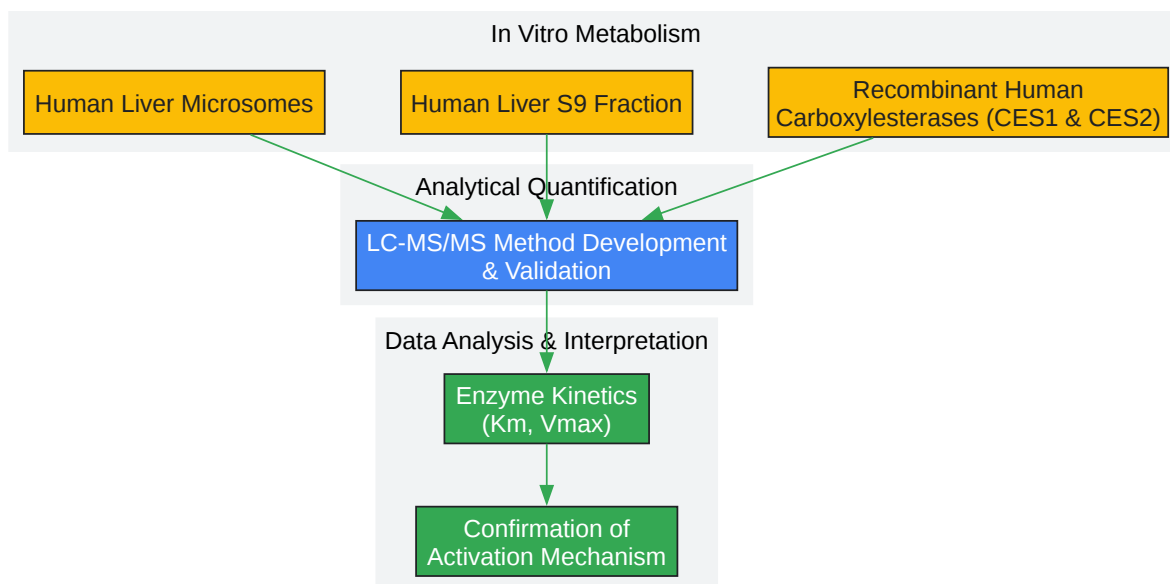 In Vitro Metabolism
Human Liver Microsomes
Human Liver S9 Fraction
Recombinant Human
Carboxylesterases (CES1 & CES2)
Analytical Quantification
LC-MS/MS Method Development
& Validation
Data Analysis & Interpretation
Enzyme Kinetics
(Km, Vmax)
Confirmation of
Activation Mechanism